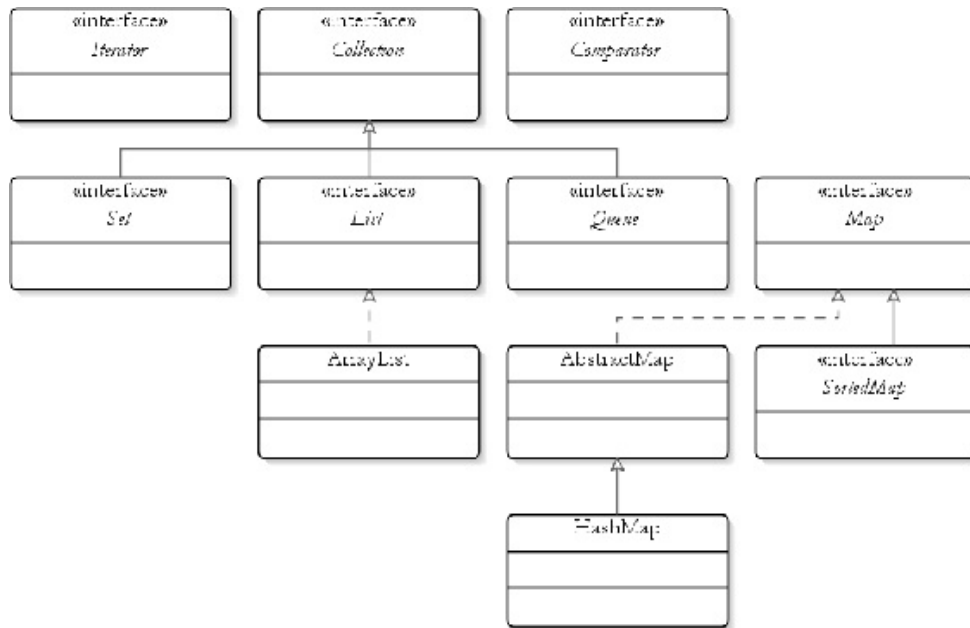 «interface»
Iterator
«interface»
Collection
«interface»
Comparator
«interface»
Set
«interface»
List
«interface»
Queue
«interface»
Map
ArrayList
AbstractMap
«interface»
SortedMap
HashMap